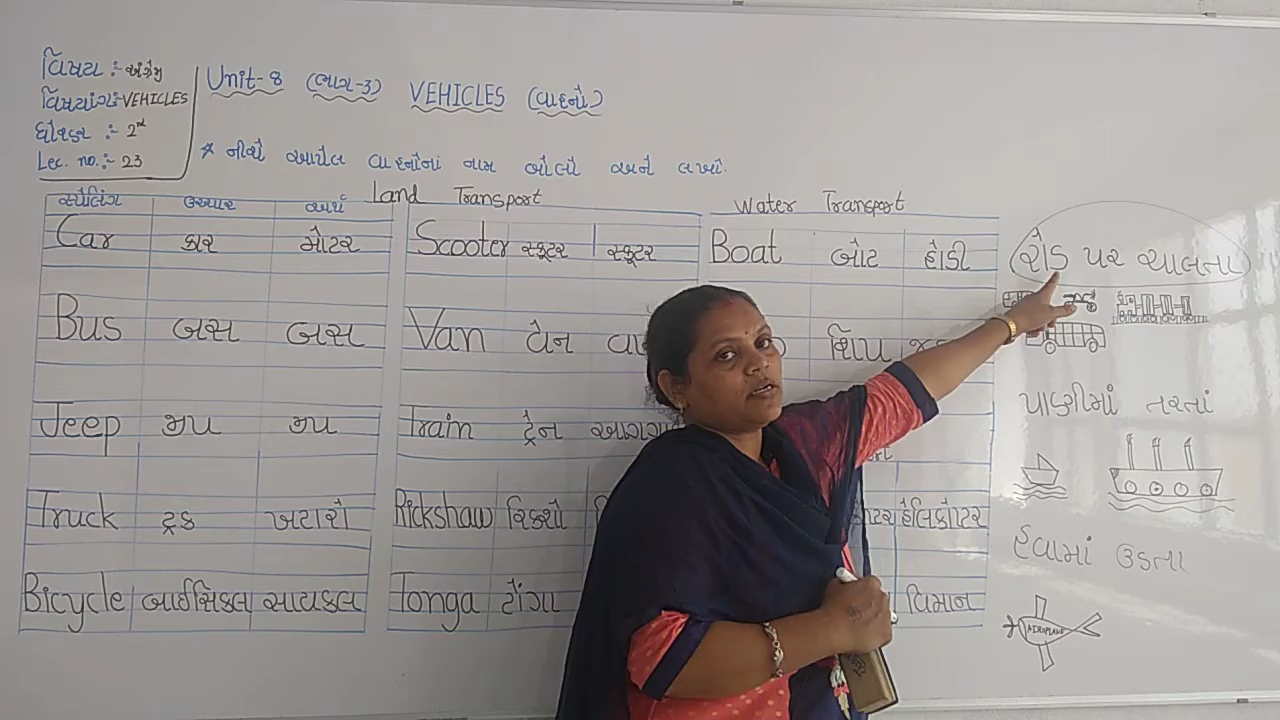 વિષય :- અંગ્રેજી
વિષયાંગ:- VEHICLES
ધોરણ :- 2nd
Lec. no. :- 23
Unit-8 (ભાગ-3) VEHICLES (વાહનો)
* નીચે આપેલ વાહનોનાં નામ બોલો અને લખો.
Land Transport
સ્પેલિંગ ઉચ્ચાર અર્થ
Car કાર મોટર
Bus બસ બસ
Jeep જીપ જીપ
Truck ટ્રક ખટારો
Bicycle બાઈસિકલ સાયકલ
Scooter સ્કૂટર સ્કૂટર
Van વેન
Train ટ્રેન
Rickshaw રિક્શો
Tonga ટોંગા
Water Transport
Boat બોટ હોડી
શિપ
હેલિકોપ્ટર
વિમાન
રોડ પર ચાલતા
પાણીમાં તરતાં
હવામાં ઉડતા
AEROPLANE